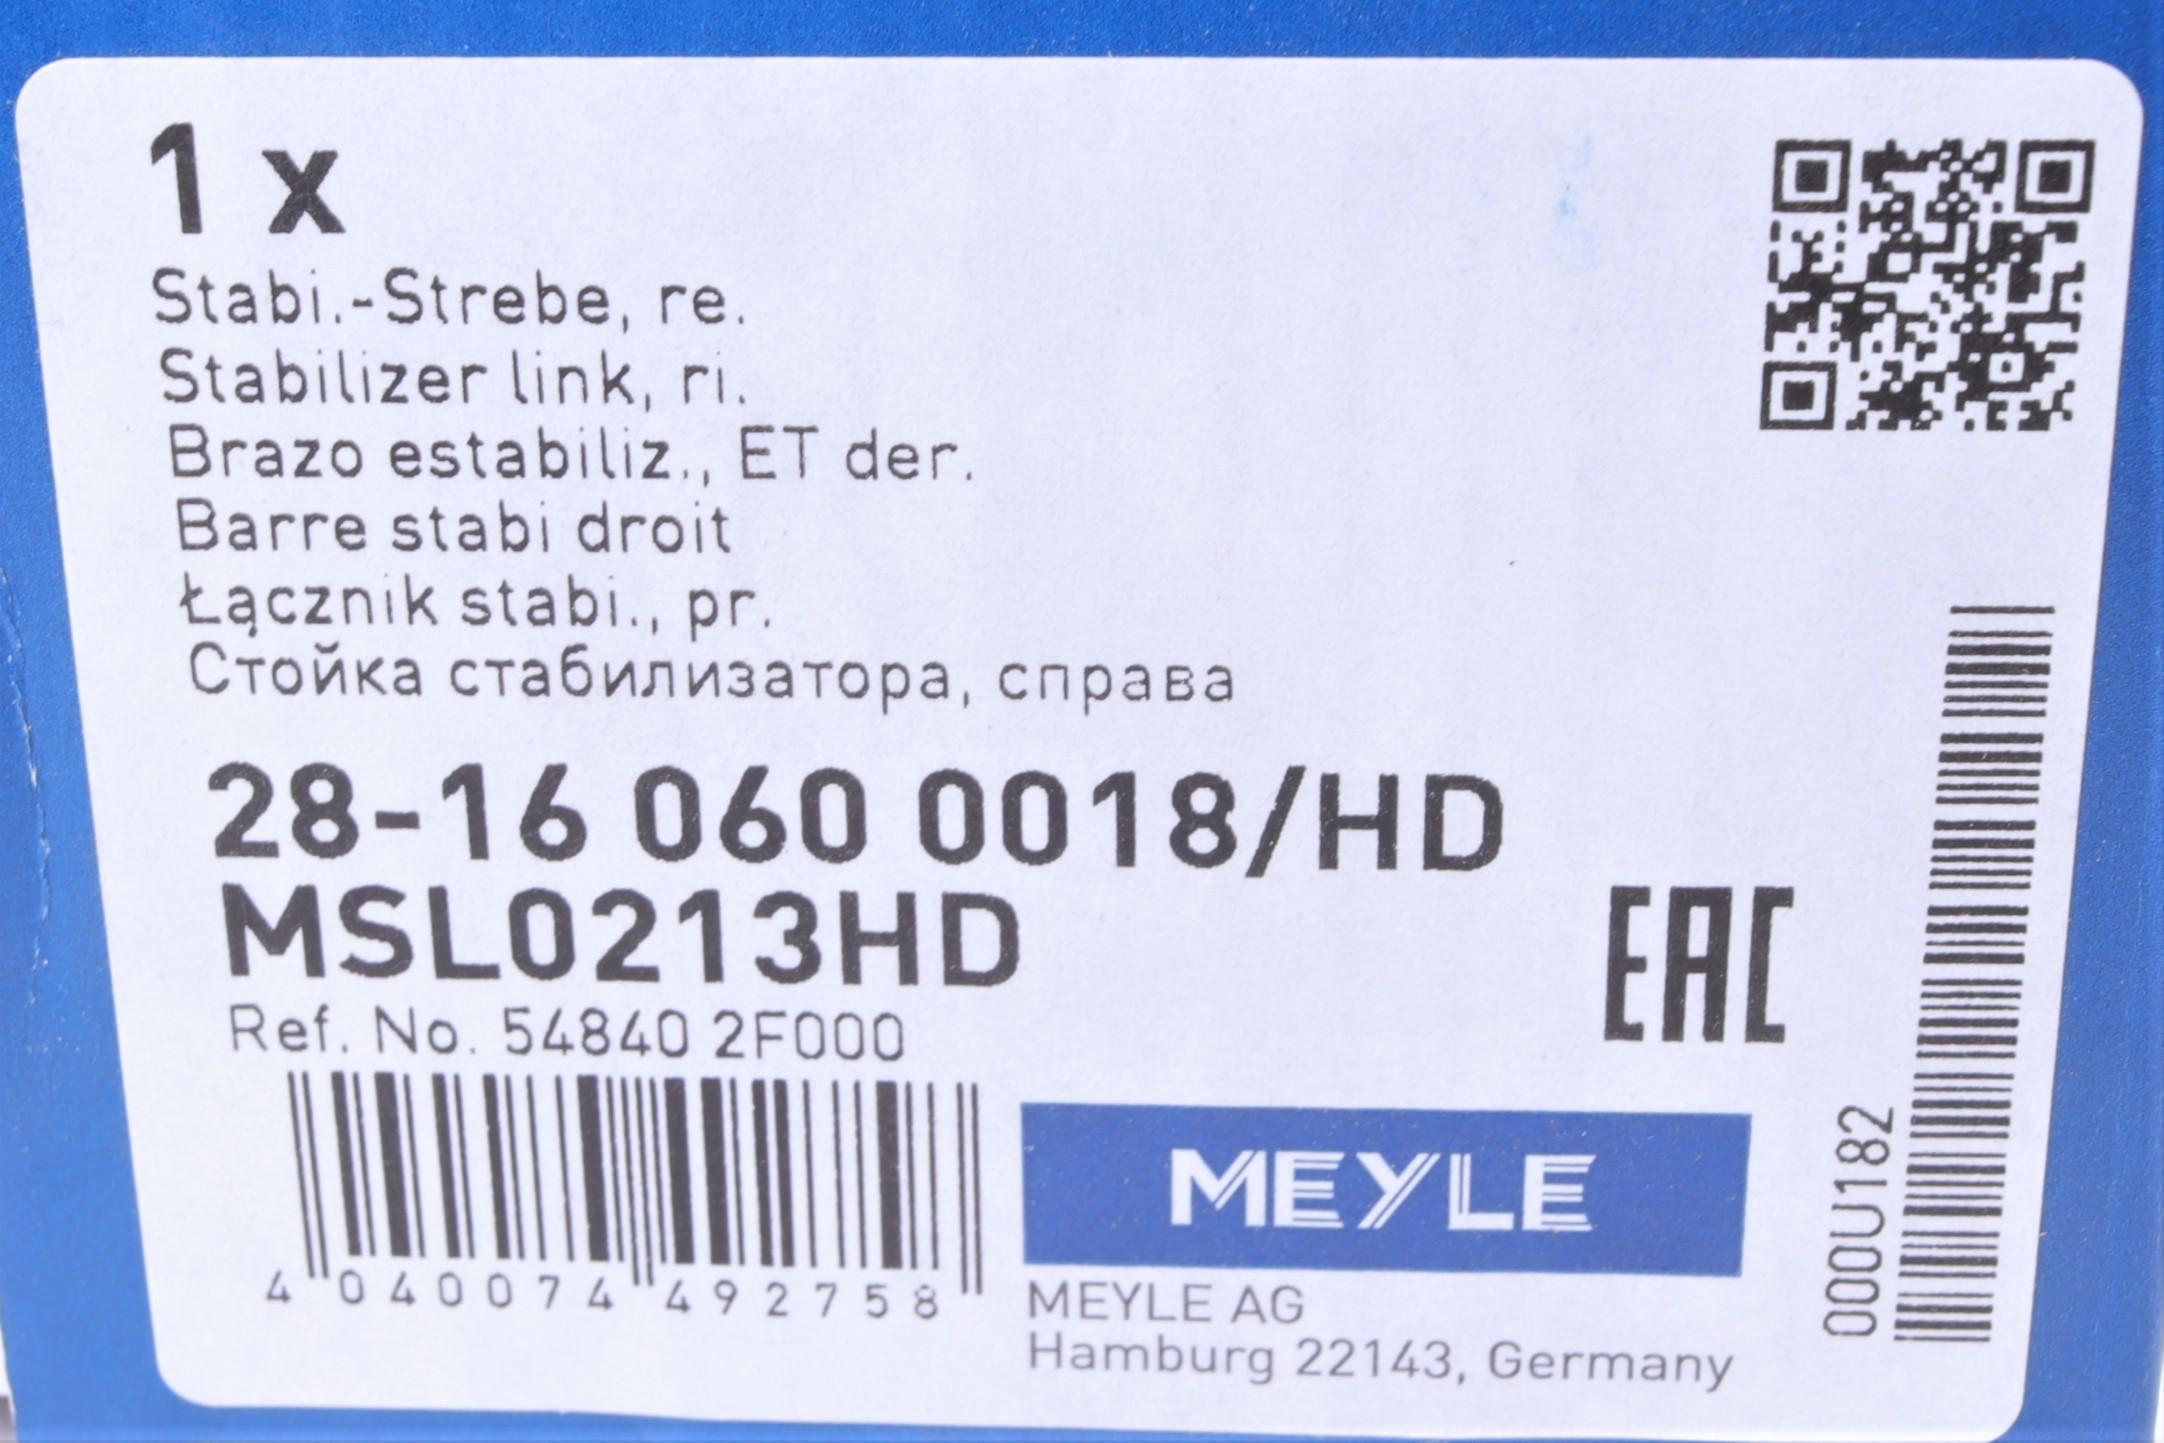 1 x
Stabi.-Strebe, re.
Stabilizer link, ri.
Brazo estabiliz., ET der.
Barre stabi droit
Łącznik stabi., pr.
Стойка стабилизатора, справа
28-16 060 0018/HD
MSL0213HD
Ref. No. 54840 2F000
EAC
4 040074 492758
MEYLE
MEYLE AG
Hamburg 22143, Germany
000U182